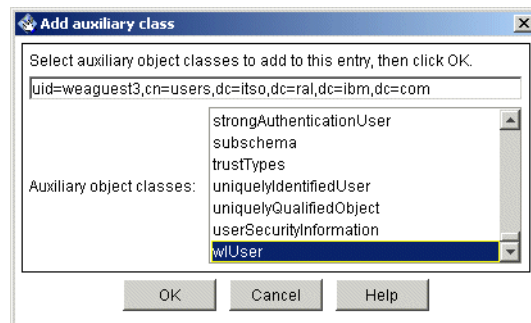 Add auxiliary class
Select auxiliary object classes to add to this entry, then click OK.
uid=weaguest3,cn=users,dc=itso,dc=ral,dc=ibm,dc=com
Auxiliary object classes:
strongAuthenticationUser
subschema
trustTypes
uniquelyIdentifiedUser
uniquelyQualifiedObject
userSecurityInformation
wlUser
OK Cancel Help